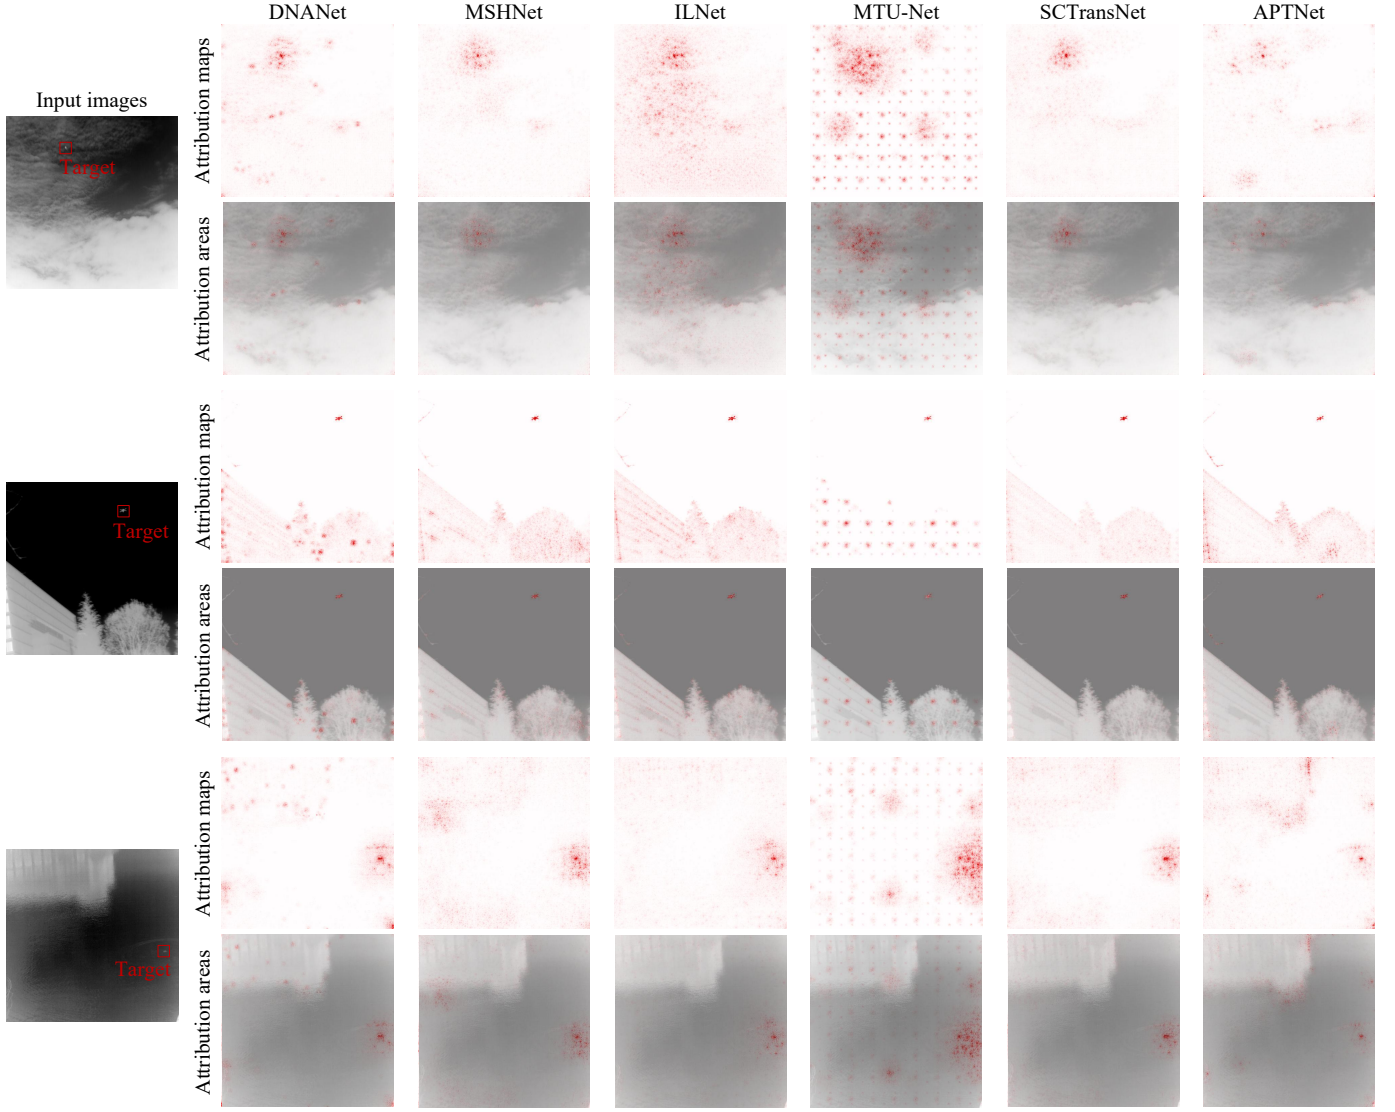 DNANet MSHNet ILNet MTU-Net SCTransNet APTNet
Input images
Target
Attribution maps
Attribution areas
Target
Attribution maps
Attribution areas
Target
Attribution maps
Attribution areas